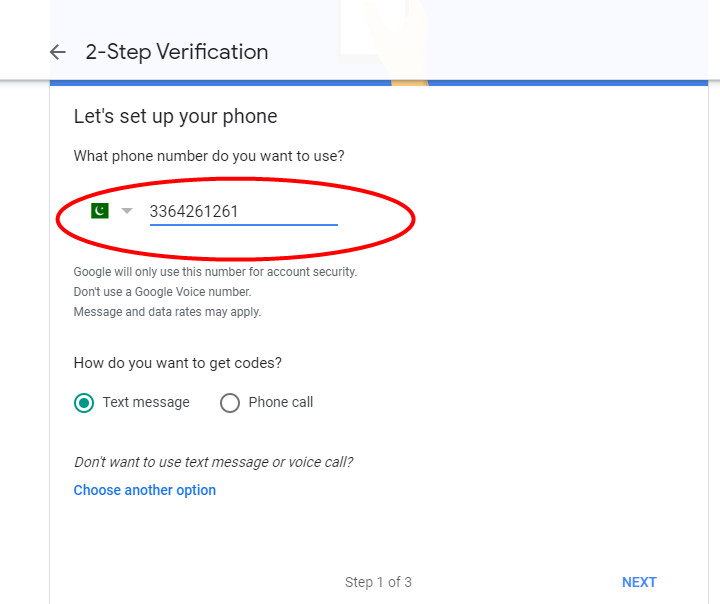 2-Step Verification
Let's set up your phone
What phone number do you want to use?
3364261261
Google will only use this number for account security.
Don't use a Google Voice number.
Message and data rates may apply.
How do you want to get codes?
Text message Phone call
Don't want to use text message or voice call?
Choose another option
Step 1 of 3 NEXT